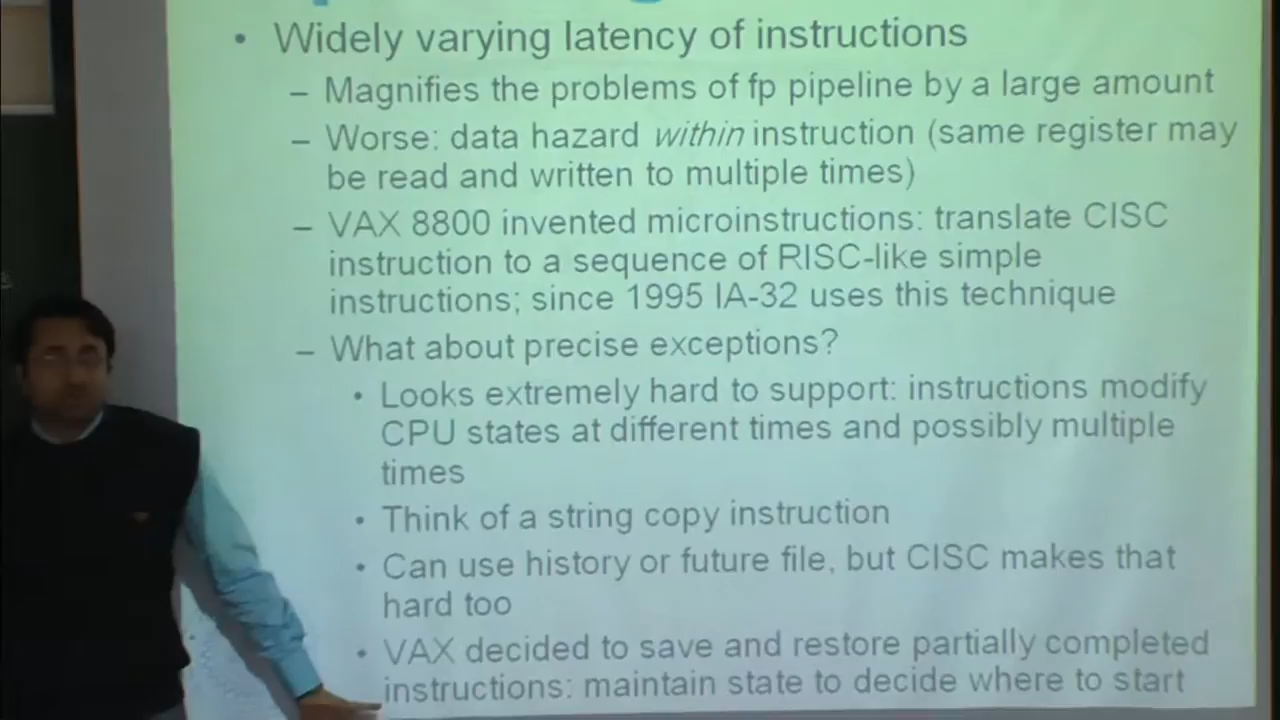 • Widely varying latency of instructions
– Magnifies the problems of fp pipeline by a large amount
– Worse: data hazard within instruction (same register may
be read and written to multiple times)
– VAX 8800 invented microinstructions: translate CISC
instruction to a sequence of RISC-like simple
instructions; since 1995 IA-32 uses this technique
– What about precise exceptions?
• Looks extremely hard to support: instructions modify
CPU states at different times and possibly multiple
times
• Think of a string copy instruction
• Can use history or future file, but CISC makes that
hard too
• VAX decided to save and restore partially completed
instructions: maintain state to decide where to start